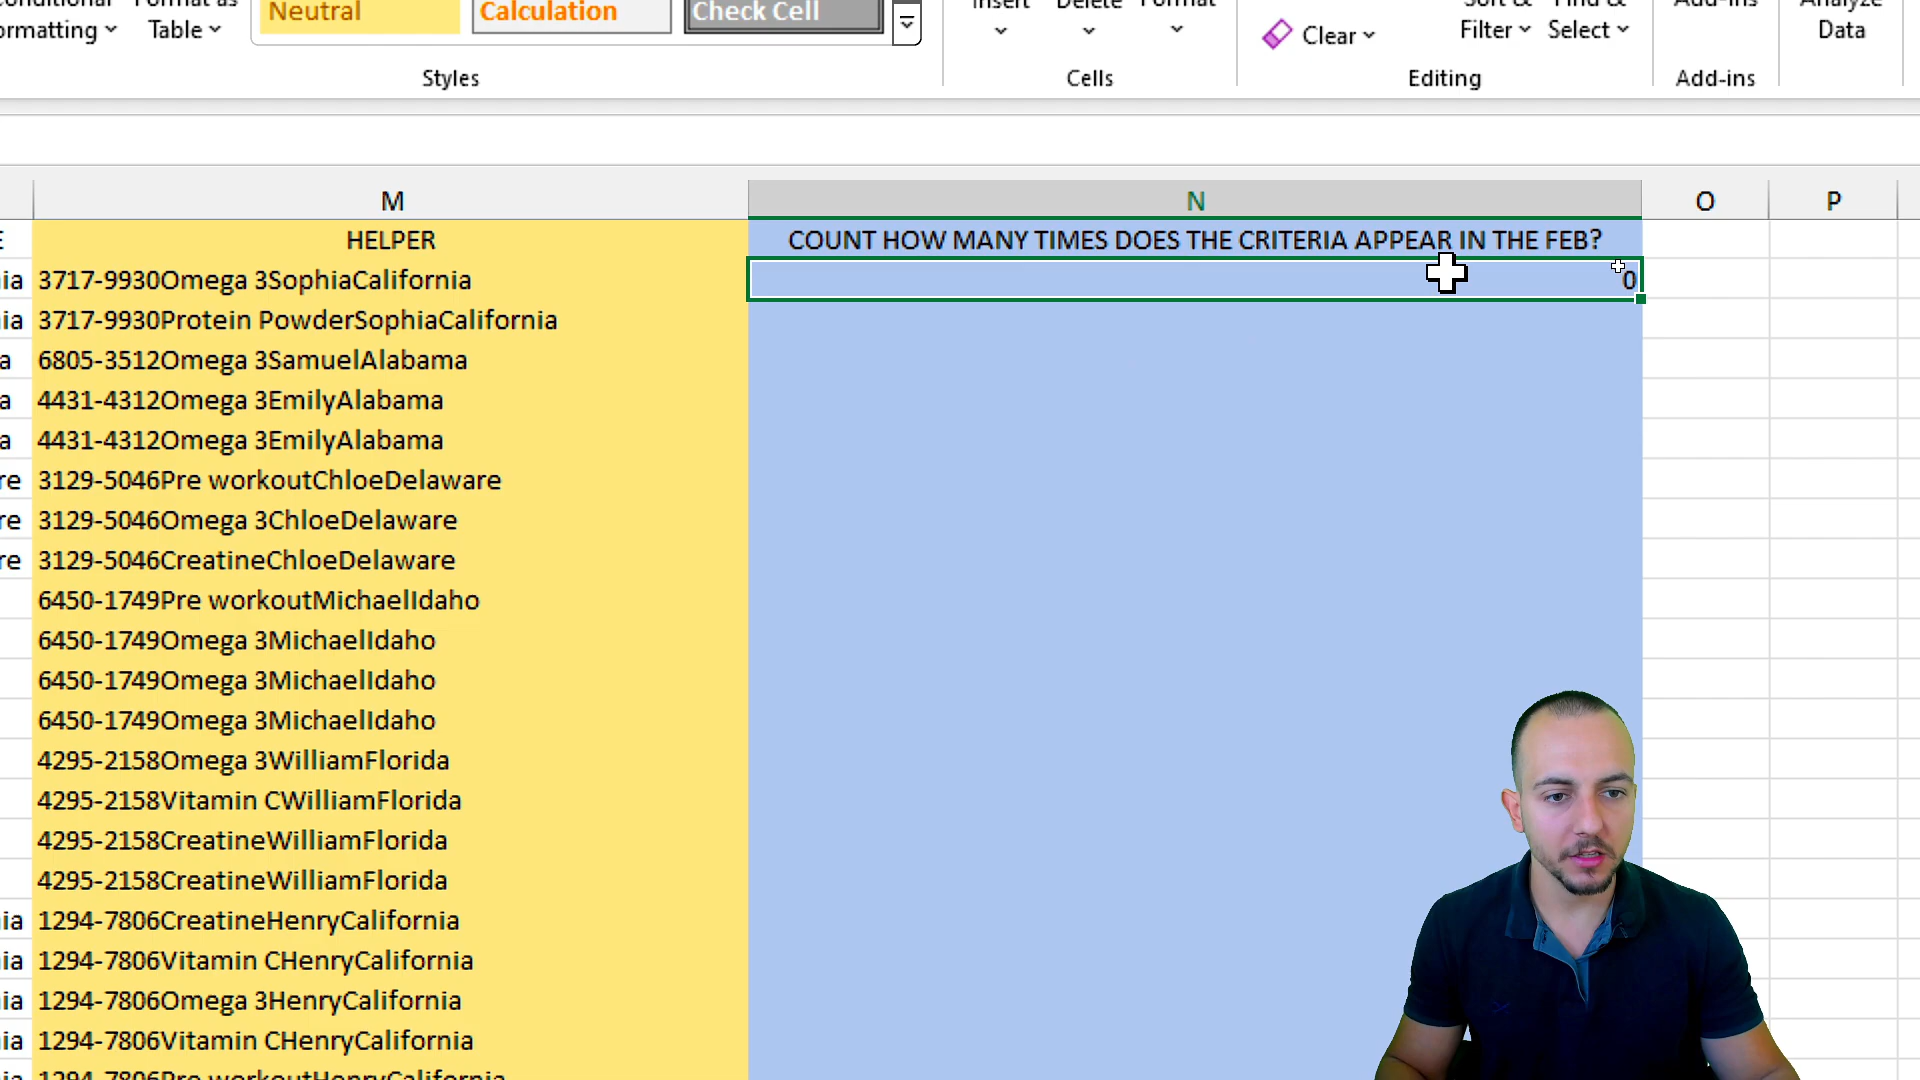 Neutral Calculation Check Cell
Table
Clear
Filter Select
Data
Styles Cells Editing Add-ins
M N O P
HELPER COUNT HOW MANY TIMES DOES THE CRITERIA APPEAR IN THE FEB?
3717-9930Omega 3SophiaCalifornia 0
3717-9930Protein PowderSophiaCalifornia
6805-3512Omega 3SamuelAlabama
4431-4312Omega 3EmilyAlabama
4431-4312Omega 3EmilyAlabama
3129-5046Pre workoutChloeDelaware
3129-5046Omega 3ChloeDelaware
3129-5046CreatineChloeDelaware
6450-1749Pre workoutMichaelIdaho
6450-1749Omega 3MichaelIdaho
6450-1749Omega 3MichaelIdaho
6450-1749Omega 3MichaelIdaho
4295-2158Omega 3WilliamFlorida
4295-2158Vitamin CWilliamFlorida
4295-2158CreatineWilliamFlorida
4295-2158CreatineWilliamFlorida
1294-7806CreatineHenryCalifornia
1294-7806Vitamin CHenryCalifornia
1294-7806Omega 3HenryCalifornia
1294-7806Vitamin CHenryCalifornia
1294-7806Pre workoutHenryCalifornia